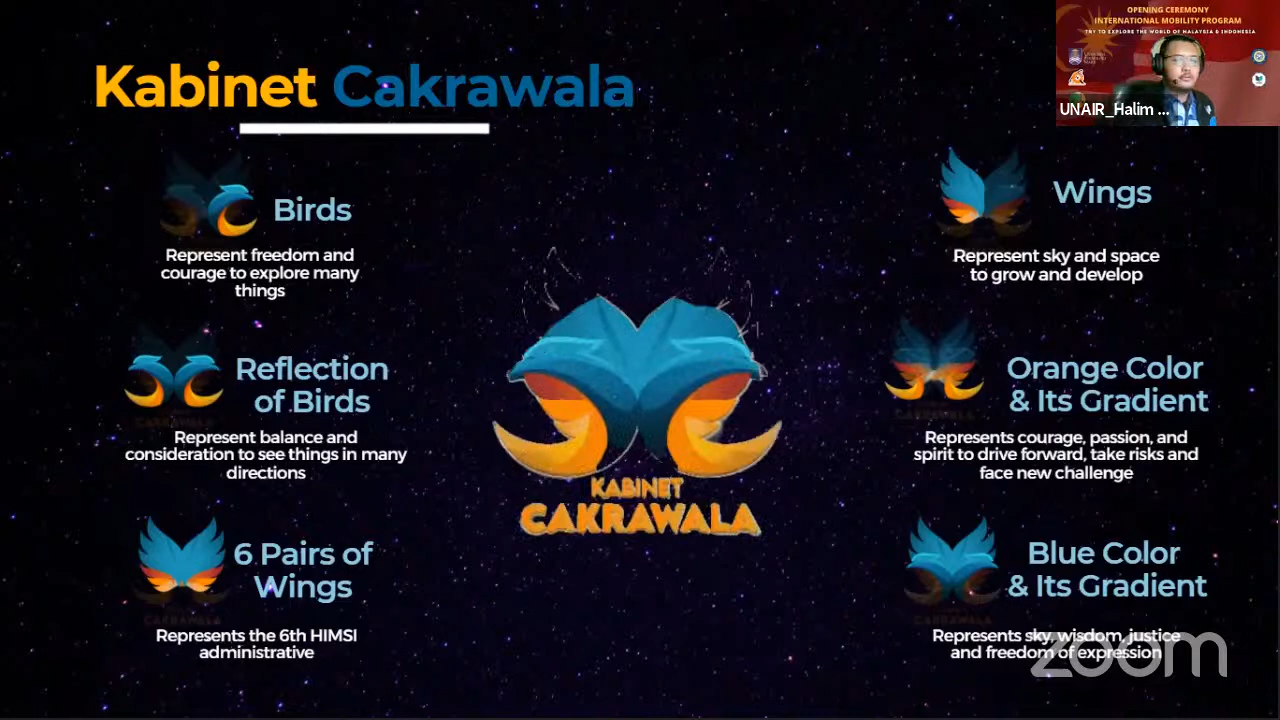 Kabinet Cakrawala
OPENING CEREMONY
INTERNATIONAL MOBILITY PROGRAM
TRY TO EXPLORE THE WORLD OF MALAYSIA & INDONESIA
UNAIR_Halim ...
Birds
Represent freedom and
courage to explore many
things
Reflection
of Birds
Represent balance and
consideration to see things in many
directions
6 Pairs of
Wings
Represents the 6th HIMSI
administrative
KABINET
CAKRAWALA
Wings
Represent sky and space
to grow and develop
Orange Color
& Its Gradient
Represents courage, passion, and
spirit to drive forward, take risks and
face new challenge
Blue Color
& Its Gradient
Represents sky, wisdom, justice
and freedom of expression
zoom